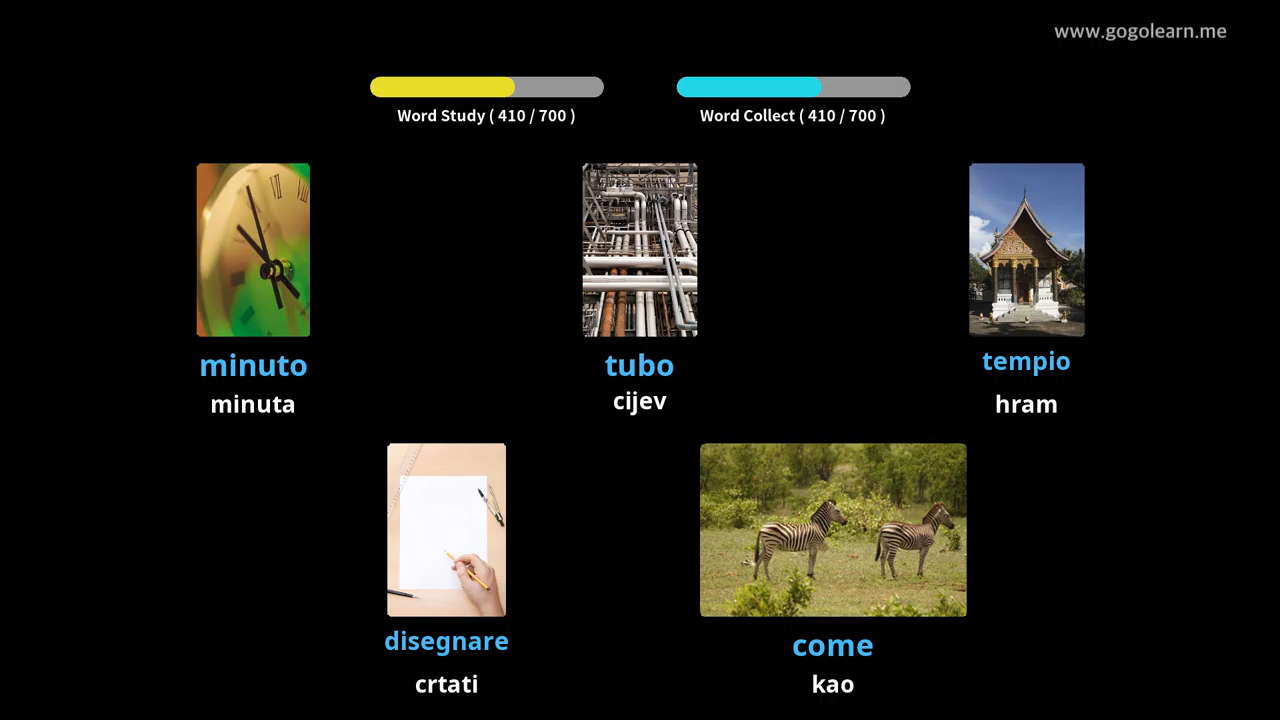 www.gogolearn.me
Word Study ( 410 / 700 )
Word Collect ( 410 / 700 )
minuto
minuta
tubo
cijev
tempio
hram
disegnare
crtati
come
kao